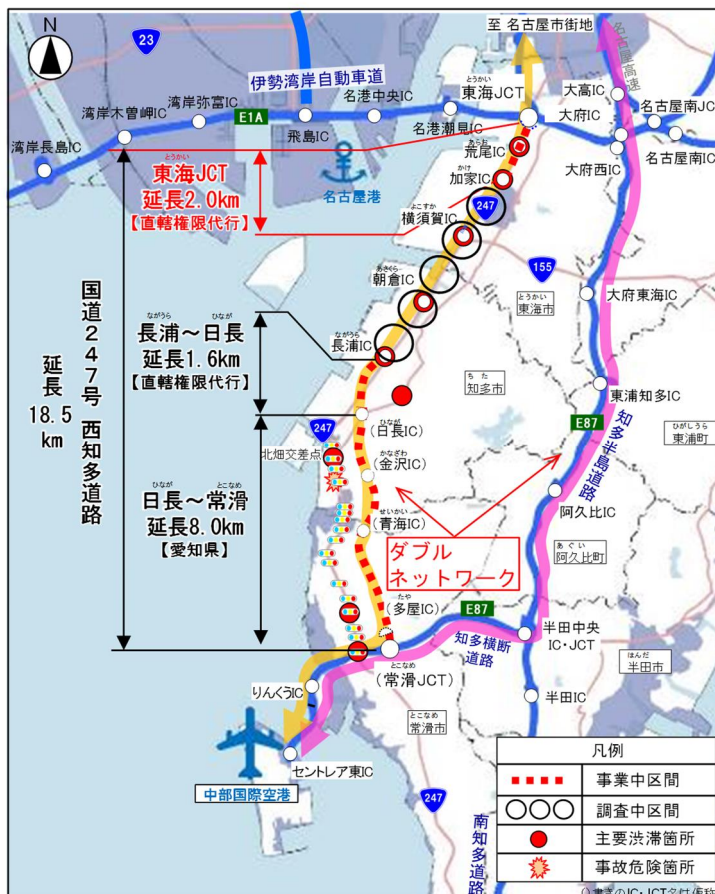 N
23
至 名古屋市街地
名古屋高速
伊勢湾岸自動車道
とうかい
東海JCT
大高IC
湾岸弥富IC
名港中央IC
E1A
大府IC
名古屋南JCT
湾岸木曽岬IC
飛島IC
名港潮見IC
あらお
荒尾IC
名古屋南IC
湾岸長島IC
大府西IC
とうかい
東海JCT
延長2.0km
【直轄権限代行】
名古屋港
かけ
加家IC
247
よこすか
横須賀IC
155
あさくら
朝倉IC
大府東海IC
とうかい
東海市
国道247号 西知多道路
延長
18.5
km
ながうら ひなが
長浦～日長
延長1.6km
【直轄権限代行】
ながうら
長浦IC
ちた
知多市
東浦知多IC
ひがしうら
東浦町
E87
知多半島道路
247
北畑交差点
ひなが
(日長IC)
かなざわ
(金沢IC)
ひなが とこなめ
日長～常滑
延長8.0km
【愛知県】
阿久比IC
せいかい
(青海IC)
ダブル
ネットワーク
あぐい
阿久比町
たや
(多屋IC)
E87
半田中央
IC・JCT
知多横断
道路
はんだ
半田市
とこなめ
(常滑JCT)
りんくうIC
半田IC
とこなめ
常滑市
セントレア東IC
中部国際空港
247
南知多道路
凡例
事業中区間
調査中区間
主要渋滞箇所
事故危険箇所
()書きのIC・JCT名は仮称